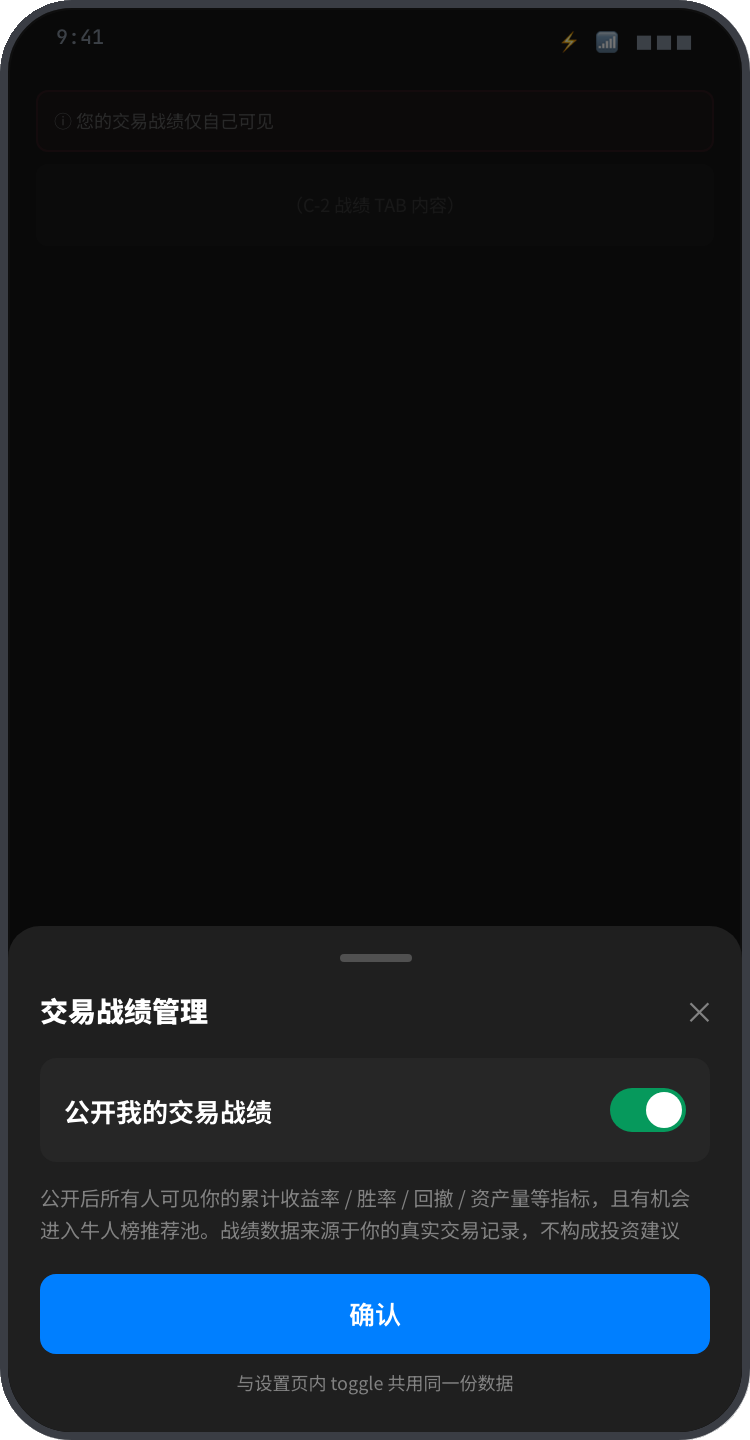 9:41
ⓘ 您的交易战绩仅自己可见
（C-2 战绩 TAB 内容）
交易战绩管理
公开我的交易战绩
公开后所有人可见你的累计收益率 / 胜率 / 回撤 / 资产量等指标，且有机会
进入牛人榜推荐池。战绩数据来源于你的真实交易记录，不构成投资建议
确认
与设置页内 toggle 共用同一份数据